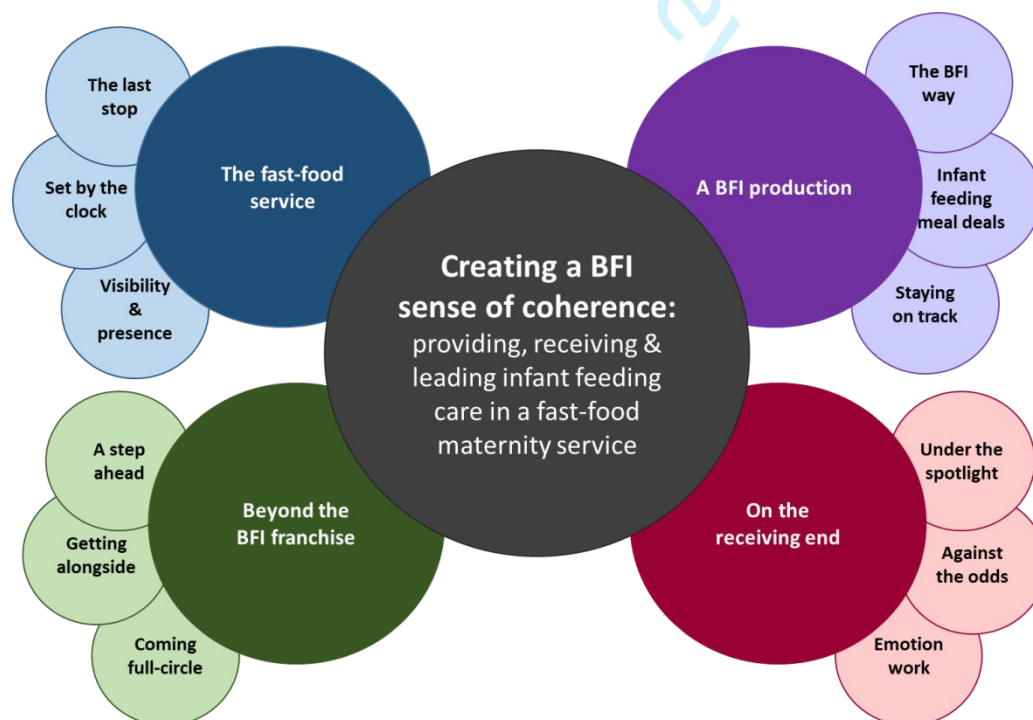 The last
stop
Set by the
clock
Visibility
& 
presence
The fast-food
service
A BFI production
The BFI
way
Infant
feeding
meal deals
Staying
on track
Creating a BFI
sense of coherence:
providing, receiving &
leading infant feeding
care in a fast-food
maternity service
A step
ahead
Getting
alongside
Coming
full-circle
Beyond the
BFI franchise
On the
receiving end
Under the
spotlight
Against
the odds
Emotion
work